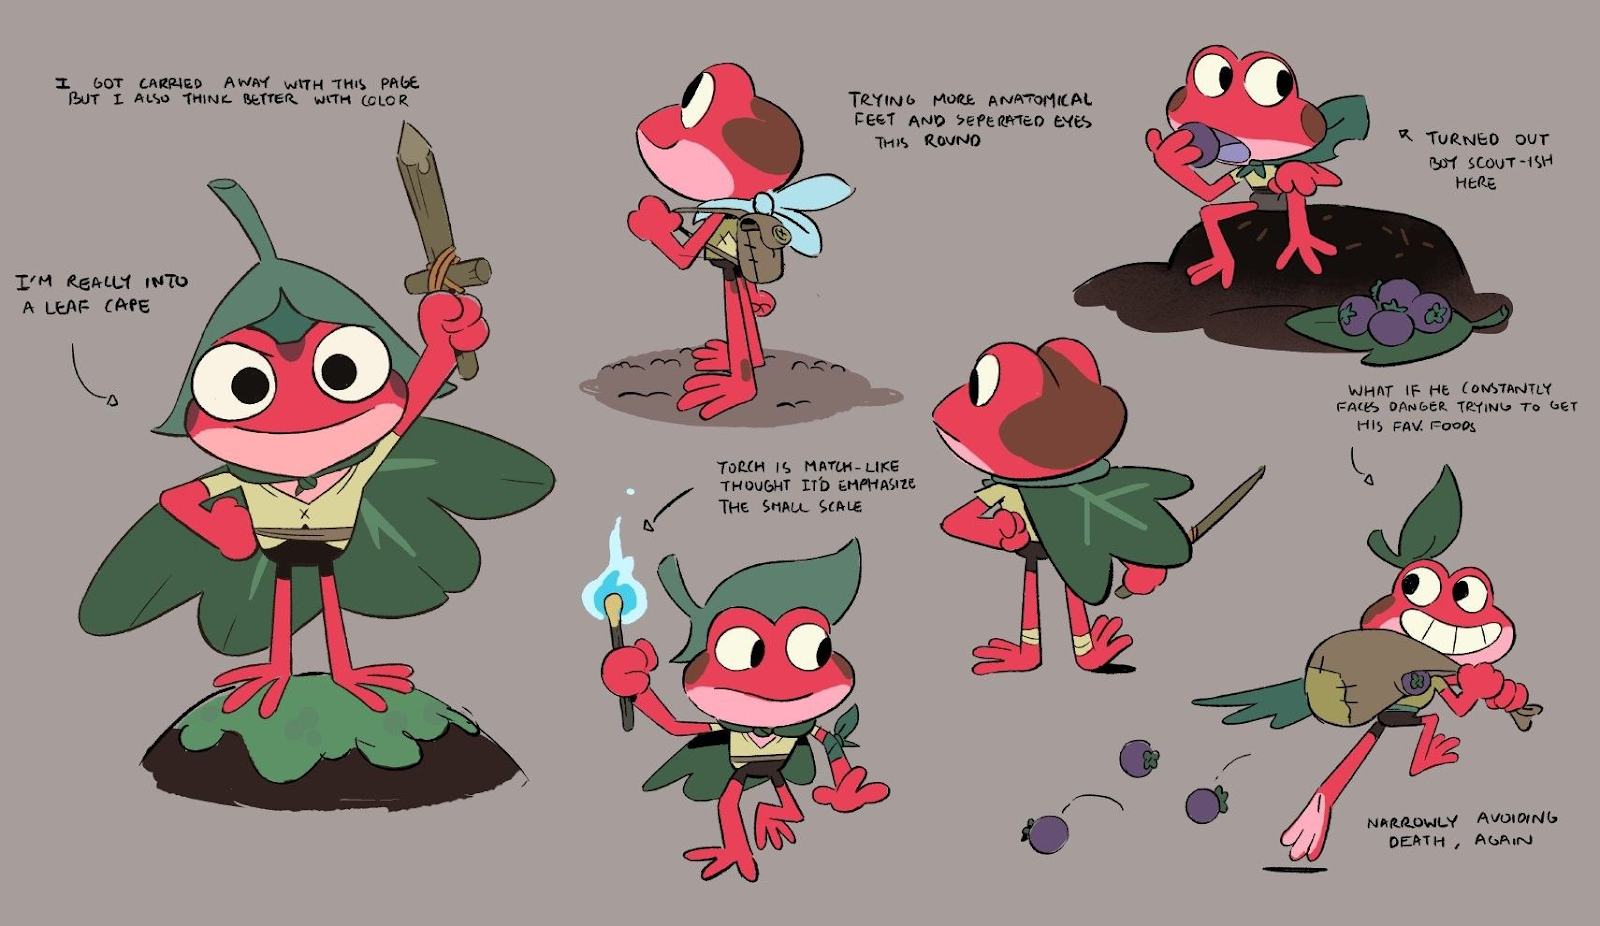 I GOT CARRIED AWAY WITH THIS PAGE
BUT I ALSO THINK BETTER WITH COLOR
I'M REALLY INTO
A LEAF CAPE
TRYING MORE ANATOMICAL
FEET AND SEPERATED EYES
THIS ROUND
TURNED OUT
BOY SCOUT-ISH
HERE
TORCH IS MATCH-LIKE
THOUGHT IT'D EMPHASIZE
THE SMALL SCALE
WHAT IF HE CONSTANTLY
FACES DANGER TRYING TO GET
HIS FAV. FOODS
NARROWLY AVOIDING
DEATH, AGAIN